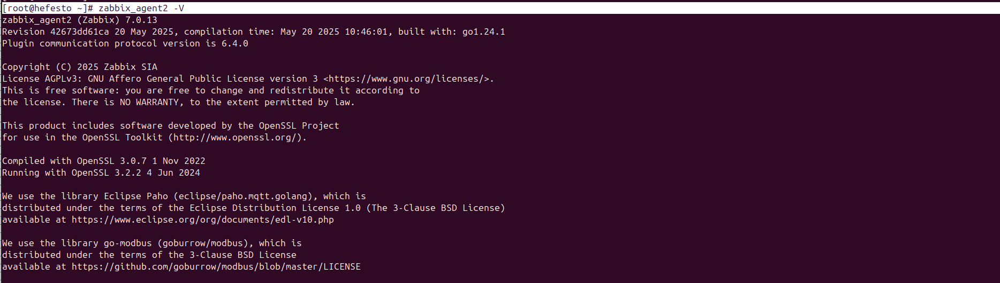 [root@hefesto ~]# zabbix_agent2 -V
zabbix_agent2 (Zabbix) 7.0.13
Revision 42673dd61ca 20 May 2025, compilation time: May 20 2025 10:46:01, built with: go1.24.1
Plugin communication protocol version is 6.4.0
Copyright (C) 2025 Zabbix SIA
License AGPLv3: GNU Affero General Public License version 3 <https://www.gnu.org/licenses/>.
This is free software: you are free to change and redistribute it according to
the license. There is NO WARRANTY, to the extent permitted by law.
This product includes software developed by the OpenSSL Project
for use in the OpenSSL Toolkit (http://www.openssl.org/).
Compiled with OpenSSL 3.0.7 1 Nov 2022
Running with OpenSSL 3.2.2 4 Jun 2024
We use the library Eclipse Paho (eclipse/paho.mqtt.golang), which is
distributed under the terms of the Eclipse Distribution License 1.0 (The 3-Clause BSD License)
available at https://www.eclipse.org/org/documents/edl-v10.php
We use the library go-modbus (goburrow/modbus), which is
distributed under the terms of the 3-Clause BSD License
available at https://github.com/goburrow/modbus/blob/master/LICENSE